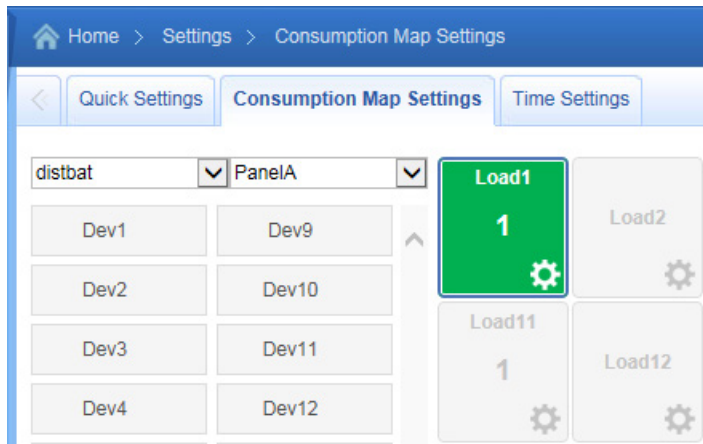 Home > Settings > Consumption Map Settings
Quick Settings Consumption Map Settings Time Settings
distbat PanelA
Dev1 Dev9
Dev2 Dev10
Dev3 Dev11
Dev4 Dev12
Load1
1
Load2
Load11
1
Load12